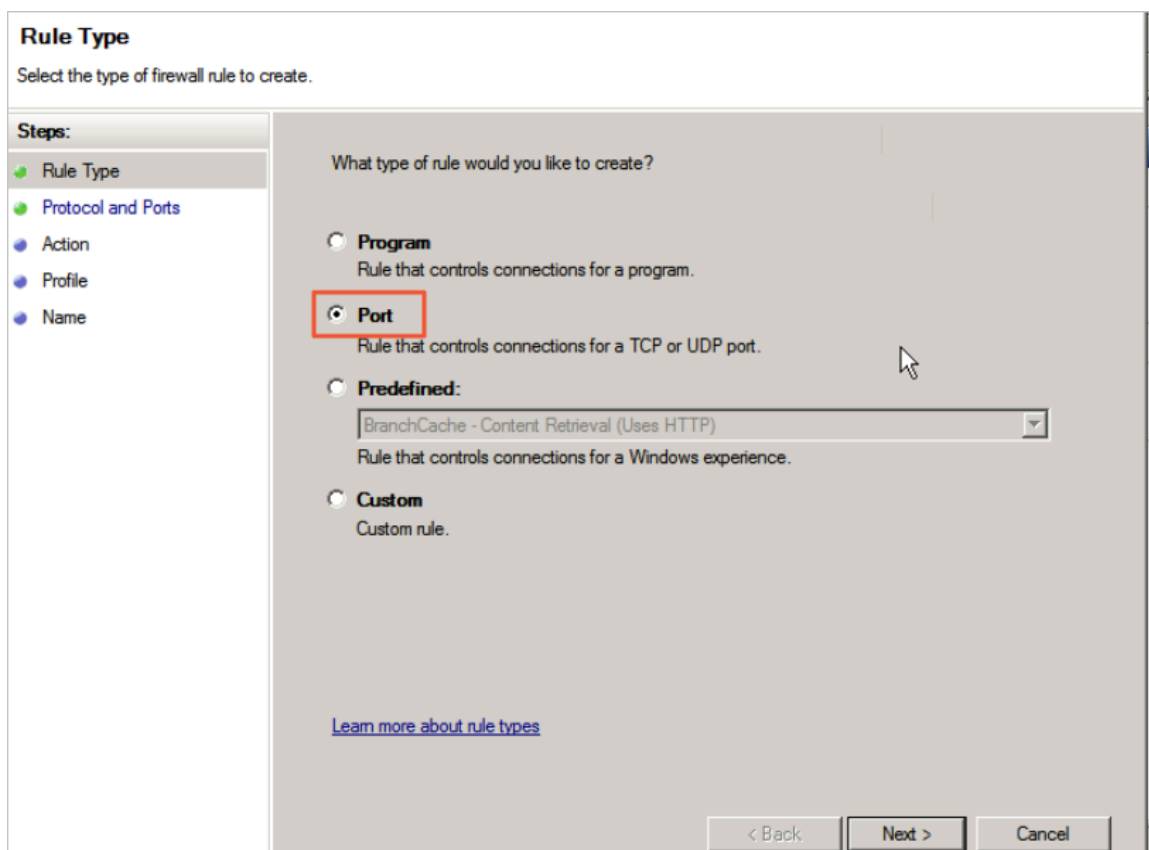 Rule Type
Select the type of firewall rule to create.
Steps:
Rule Type
Protocol and Ports
Action
Profile
Name
What type of rule would you like to create?
Program
Rule that controls connections for a program.
Port
Rule that controls connections for a TCP or UDP port.
Predefined:
BranchCache - Content Retrieval (Uses HTTP)
Rule that controls connections for a Windows experience.
Custom
Custom rule.
Learn more about rule types
< Back
Next >
Cancel